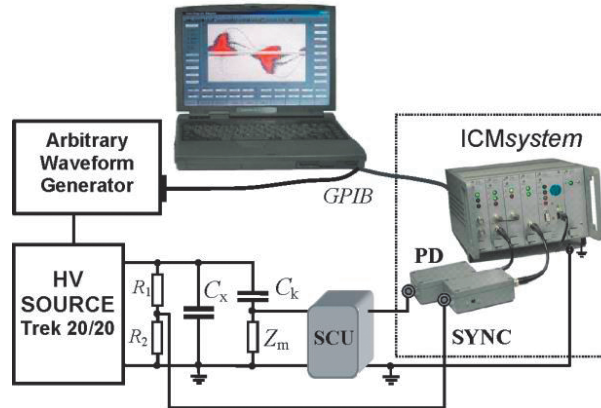 Arbitrary
Waveform
Generator
GPIB
ICMsystem
HV
SOURCE
Trek 20/20
R1
R2
Cx
Ck
Zm
SCU
PD
SYNC